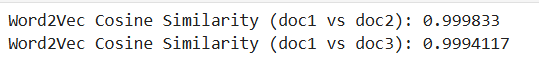 Word2Vec Cosine Similarity (doc1 vs doc2): 0.999833
Word2Vec Cosine Similarity (doc1 vs doc3): 0.9994117